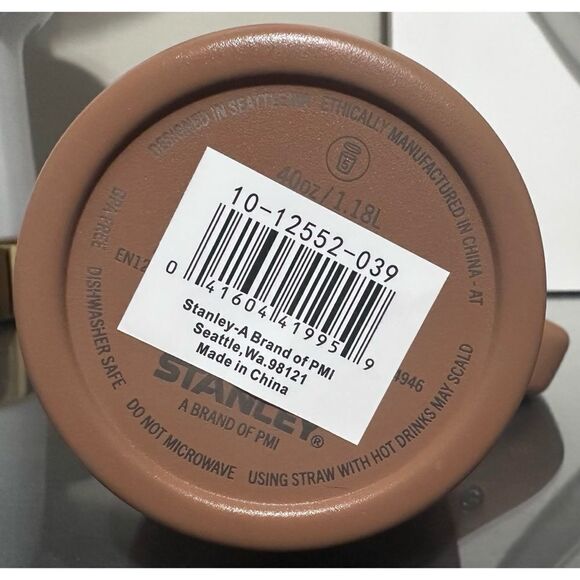 DESIGNED IN SEATTLE,
ETHICALLY MANUFACTURED IN CHINA - AT
40oz / 1.18L
BPA FREE
DISHWASHER SAFE
DO NOT MICROWAVE
USING STRAW WITH HOT DRINKS MAY SCALD
EN12
4946
10-12552-039
0 41604 41995 9
Stanley-A Brand of PMI
Seattle,Wa.98121
Made in China
STANLEY®
A BRAND OF PMI